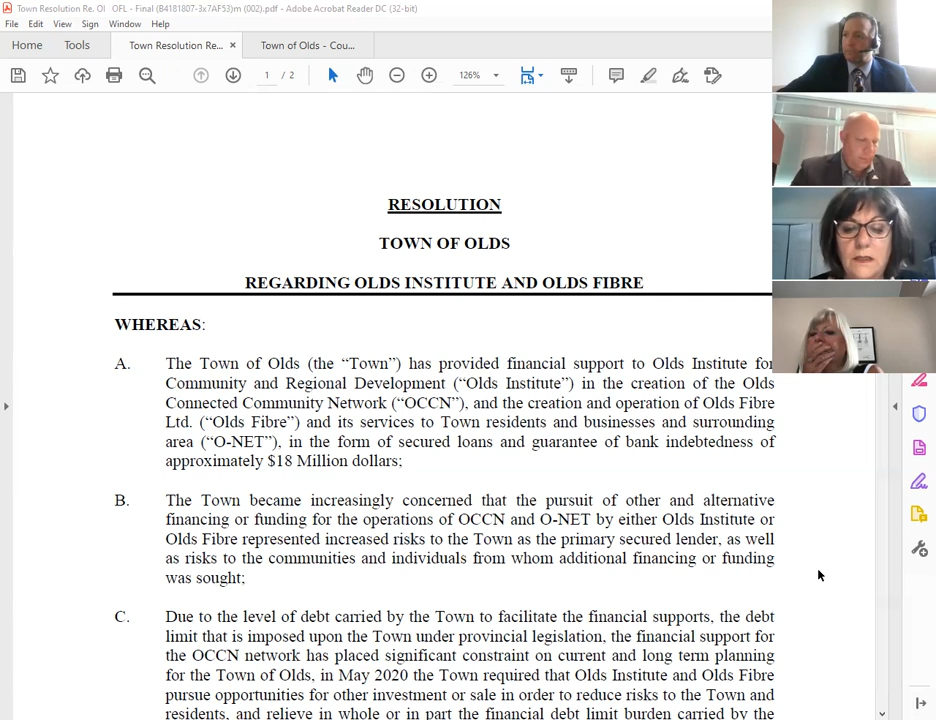 Town Resolution Re. Ol OFL - Final (B4181807-3x7AF53)m (002).pdf - Adobe Acrobat Reader DC (32-bit)
File Edit View Sign Window Help
Home Tools Town Resolution Re... × Town of Olds - Cou...
1 / 2 126%
RESOLUTION
TOWN OF OLDS
REGARDING OLDS INSTITUTE AND OLDS FIBRE
WHEREAS:
A. The Town of Olds (the “Town”) has provided financial support to Olds Institute for
Community and Regional Development (“Olds Institute”) in the creation of the Olds
Connected Community Network (“OCCN”), and the creation and operation of Olds Fibre
Ltd. (“Olds Fibre”) and its services to Town residents and businesses and surrounding
area (“O-NET”), in the form of secured loans and guarantee of bank indebtedness of
approximately $18 Million dollars;
B. The Town became increasingly concerned that the pursuit of other and alternative
financing or funding for the operations of OCCN and O-NET by either Olds Institute or
Olds Fibre represented increased risks to the Town as the primary secured lender, as well
as risks to the communities and individuals from whom additional financing or funding
was sought;
C. Due to the level of debt carried by the Town to facilitate the financial supports, the debt
limit that is imposed upon the Town under provincial legislation, the financial support for
the OCCN network has placed significant constraint on current and long term planning
for the Town of Olds, in May 2020 the Town required that Olds Institute and Olds Fibre
pursue opportunities for other investment or sale in order to reduce risks to the Town and
residents, and relieve in whole or in part the financial debt limit burden carried by the